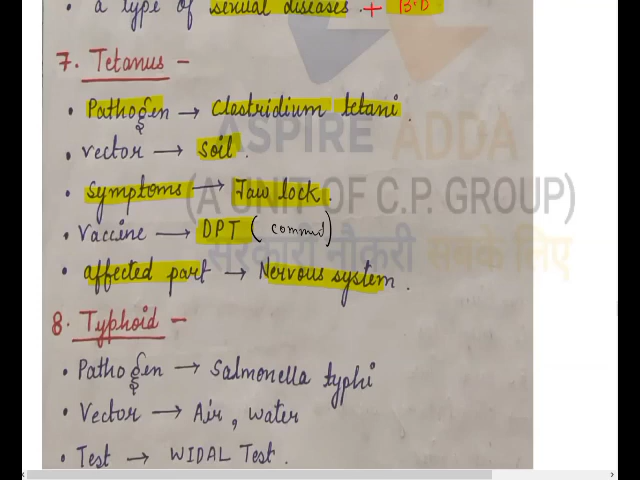 • a type of sexual diseases. + B.D
7. Tetanus -
• Pathogen → Clostridium tetani.
• vector → Soil.
• symptoms → Jaw lock.
• Vaccine → DPT (
• affected part → Nervous system.
8. Typhoid -
• Pathogen → Salmonella typhi
• Vector → Air, water
• Test → WIDAL Test.
ASPIRE ADDA
(A UNIT OF C.P. GROUP)
सरकारी नौकरी सबके लिए